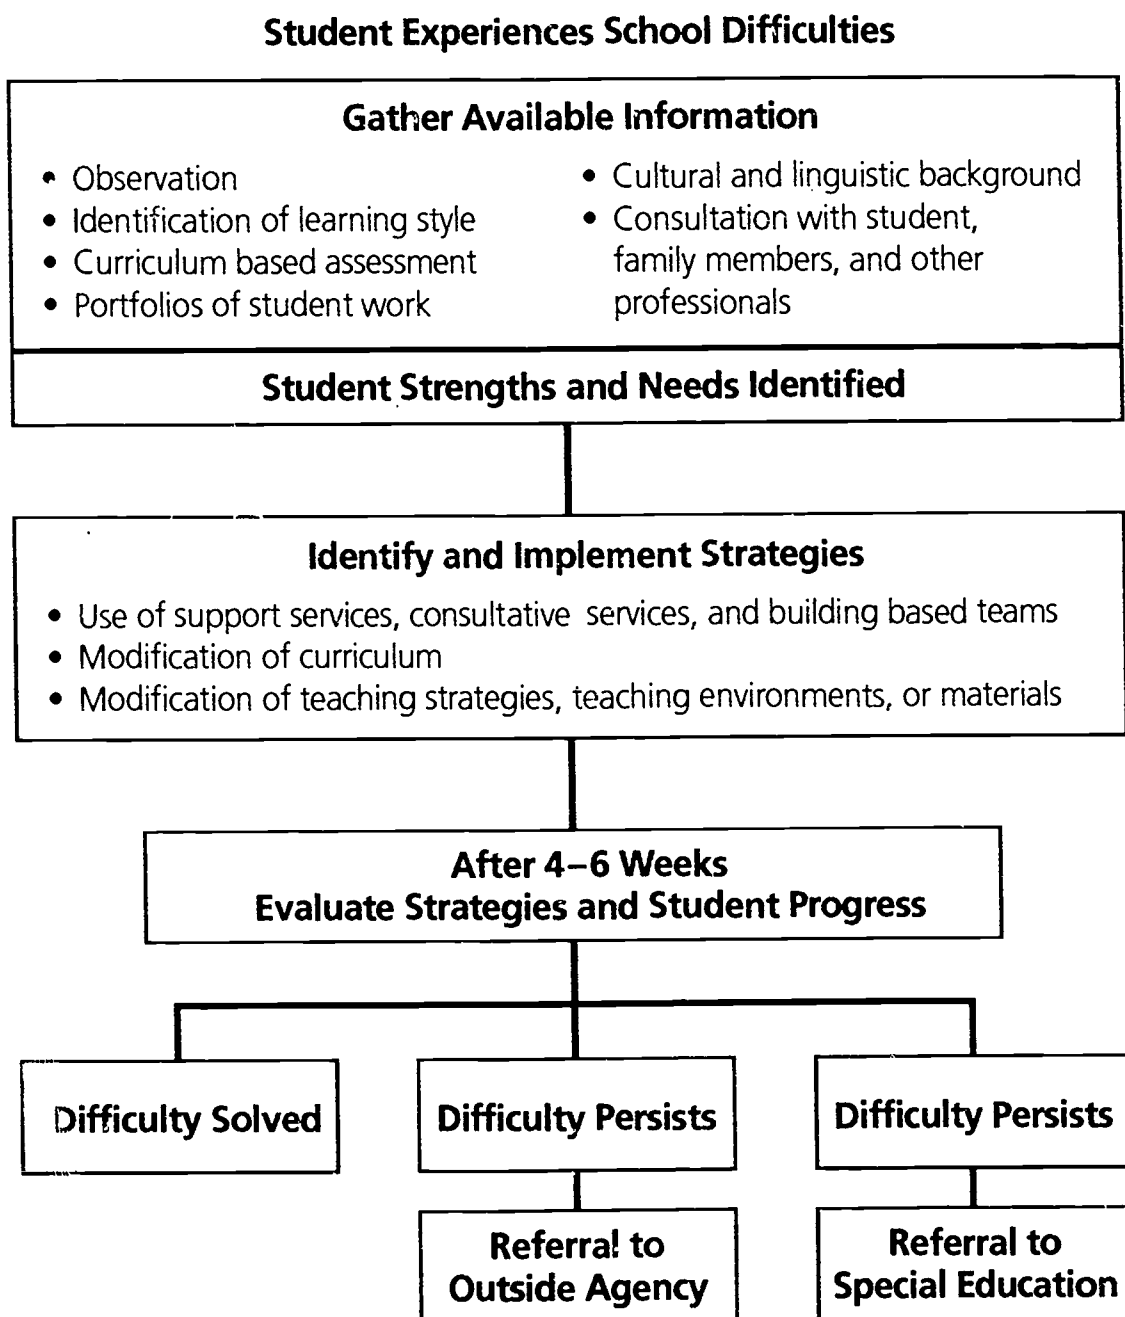 Student Experiences School Difficulties
Gather Available Information
• Observation
• Identification of learning style
• Curriculum based assessment
• Portfolios of student work
• Cultural and linguistic background
• Consultation with student,
family members, and other
professionals
Student Strengths and Needs Identified
Identify and Implement Strategies
• Use of support services, consultative services, and building based teams
• Modification of curriculum
• Modification of teaching strategies, teaching environments, or materials
After 4–6 Weeks
Evaluate Strategies and Student Progress
Difficulty Solved
Difficulty Persists
Difficulty Persists
Referral to
Outside Agency
Referral to
Special Education